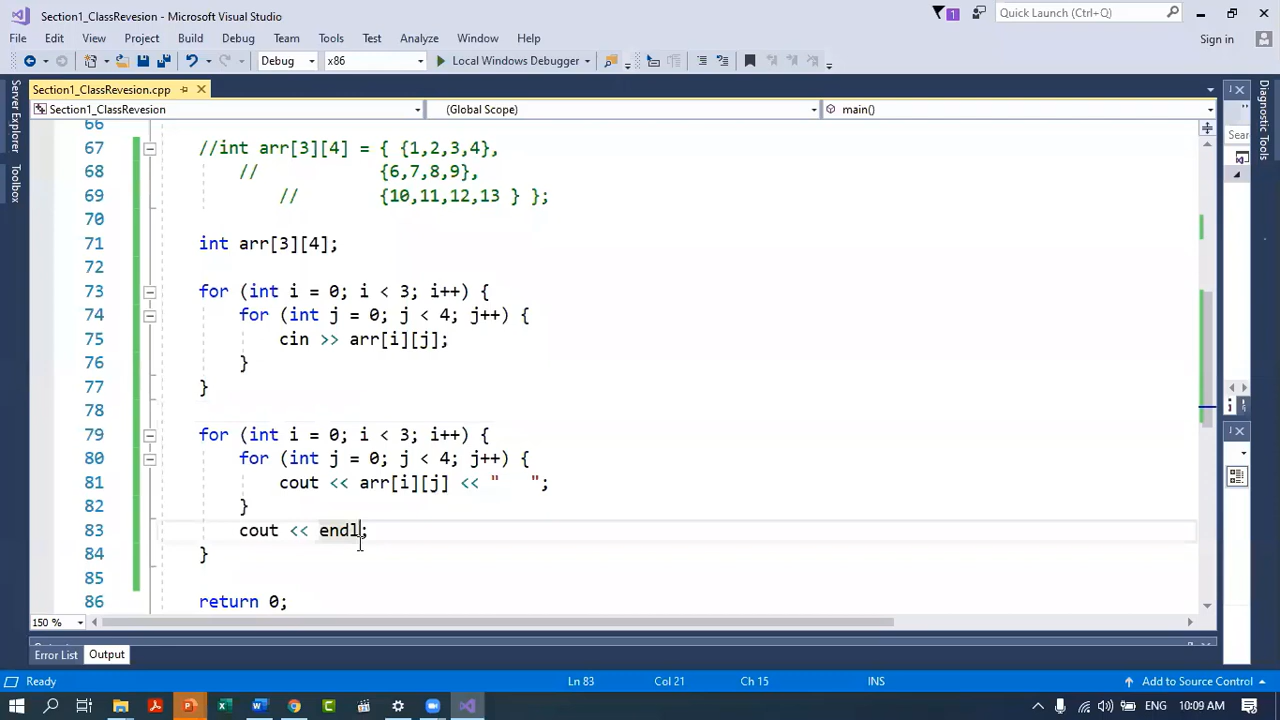 Section1_ClassRevesion - Microsoft Visual Studio
1
Quick Launch (Ctrl+Q)
File Edit View Project Build Debug Team Tools Test Analyze Window Help
Sign in
Debug x86 Local Windows Debugger
Server Explorer
Toolbox
Section1_ClassRevesion.cpp
Section1_ClassRevesion (Global Scope) main()
66
67 //int arr[3][4] = { {1,2,3,4},
68 // {6,7,8,9},
69 // {10,11,12,13 } };
70
71 int arr[3][4];
72
73 for (int i = 0; i < 3; i++) {
74 for (int j = 0; j < 4; j++) {
75 cin >> arr[i][j];
76 }
77 }
78
79 for (int i = 0; i < 3; i++) {
80 for (int j = 0; j < 4; j++) {
81 cout << arr[i][j] << "   ";
82 }
83 cout << endl;
84 }
85
86 return 0;
150 %
Diagnostic Tools
Error List Output
Ready Ln 83 Col 21 Ch 15 INS Add to Source Control
ENG 10:09 AM